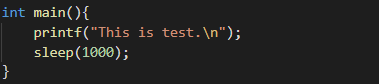 int main(){
    printf("This is test.\n");
    sleep(1000);
}